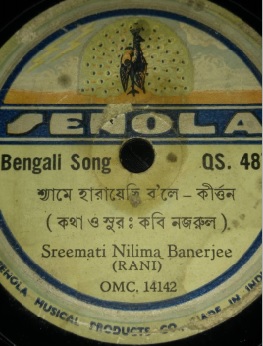 SENOLA
Bengali Song QS. 487
শ্যামে হারায়েছি ব'লে – কীর্ত্তন
( কথা ও সুরঃ কবি নজরুল )
Sreemati Nilima Banerjee
(RANI)
OMC. 14142
SENOLA MUSICAL PRODUCTS CO. MADE IN INDIA